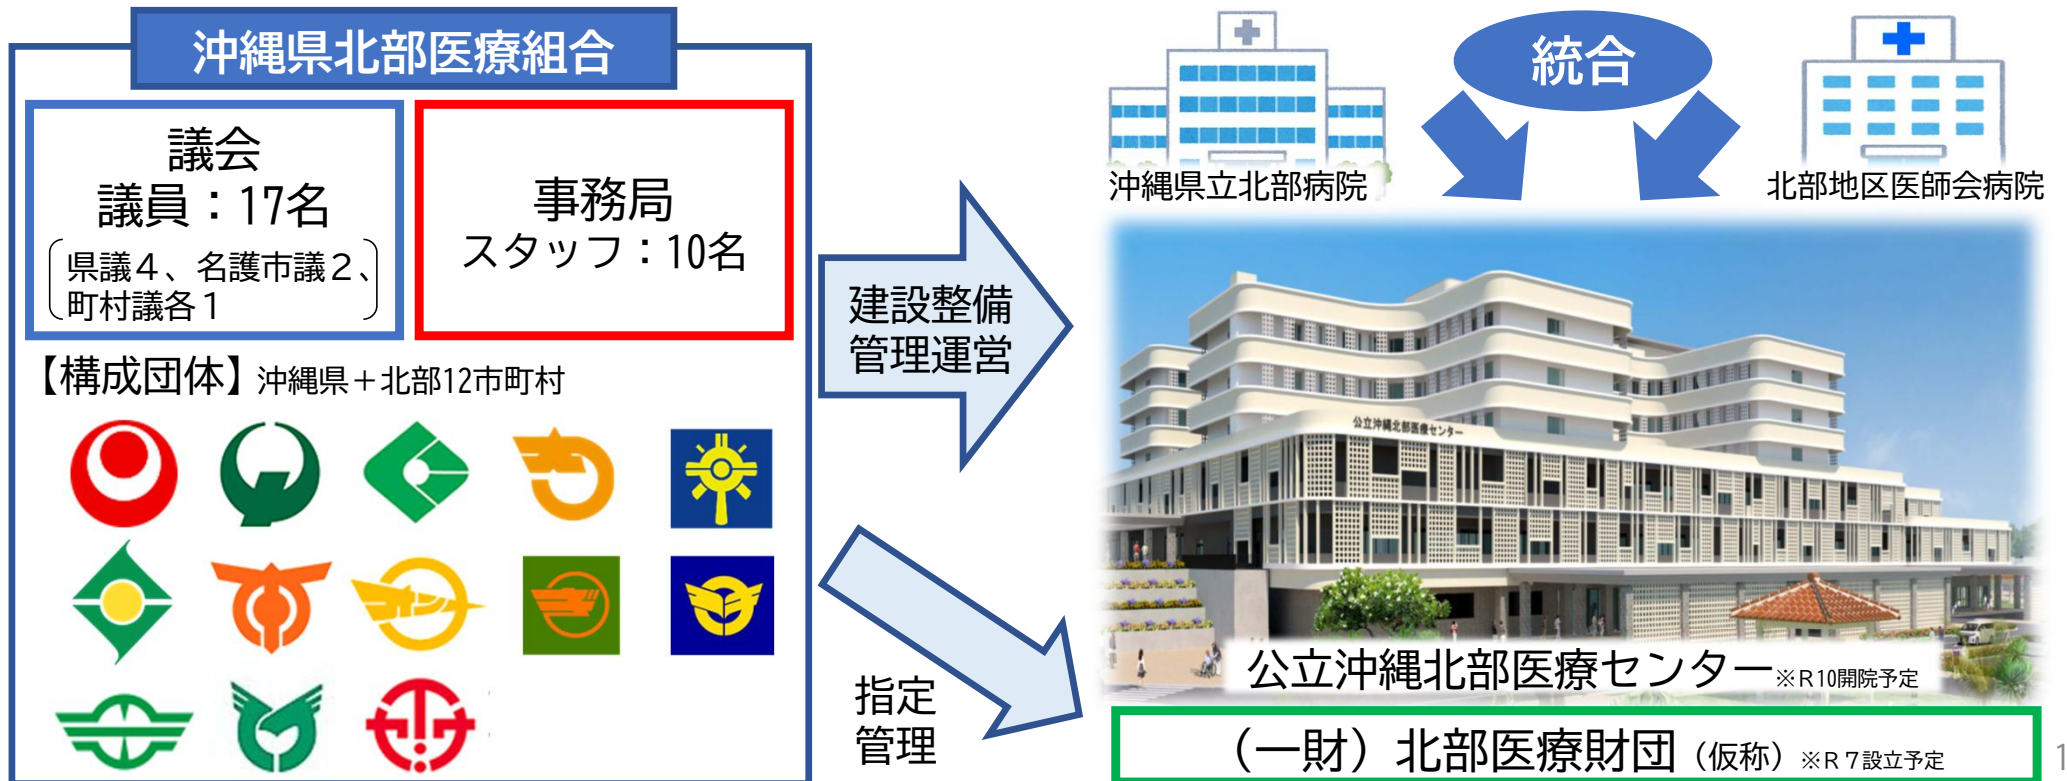 沖縄県北部医療組合
議会
議員：17名
県議４、名護市議２、
町村議各１
事務局
スタッフ：10名
【構成団体】沖縄県＋北部12市町村
建設整備
管理運営
指定
管理
統合
沖縄県立北部病院
北部地区医師会病院
公立沖縄北部医療センター
公立沖縄北部医療センター※R10開院予定
（一財）北部医療財団（仮称）※R７設立予定
1